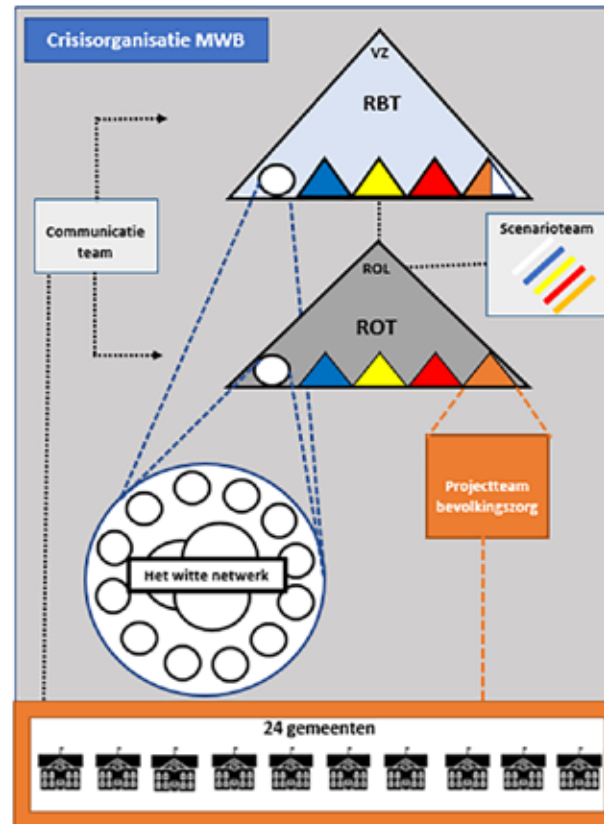 Crisisorganisatie MWB
VZ
RBT
Communicatie
team
Scenarioteam
ROL
ROT
Projectteam
bevolkingszorg
Het witte netwerk
24 gemeenten